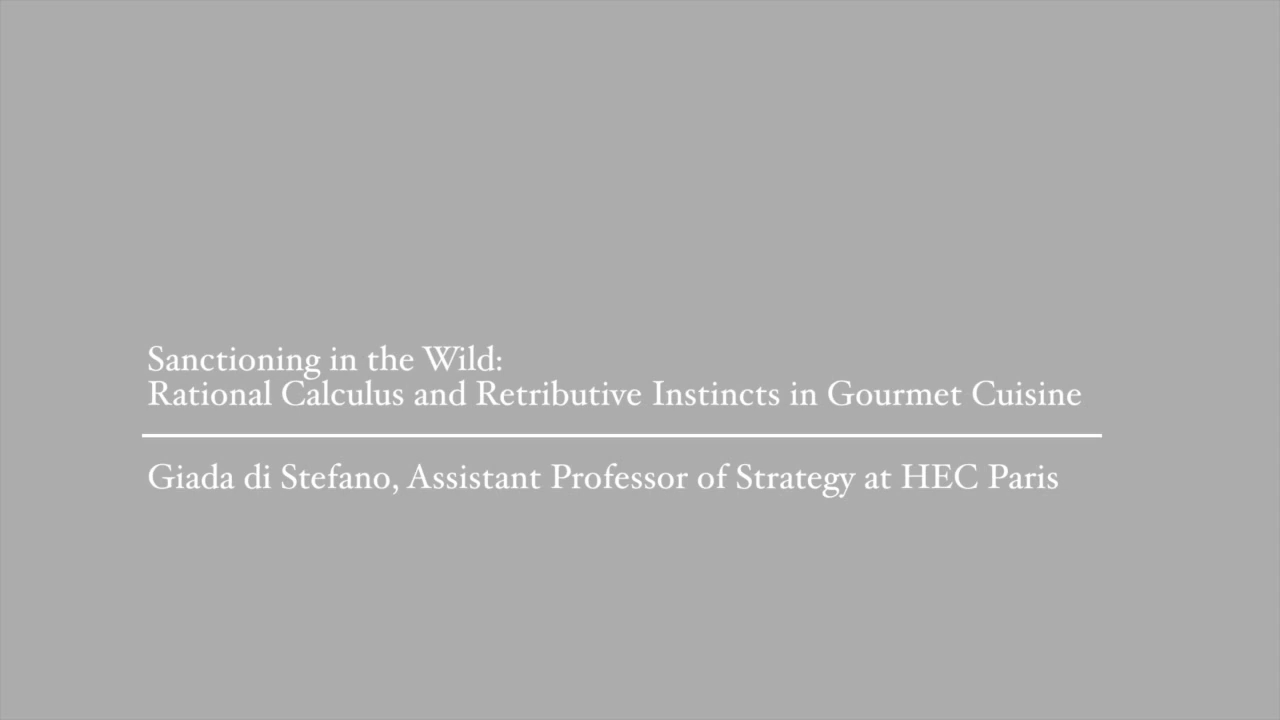 Sanctioning in the Wild:
Rational Calculus and Retributive Instincts in Gourmet Cuisine
Giada di Stefano, Assistant Professor of Strategy at HEC Paris